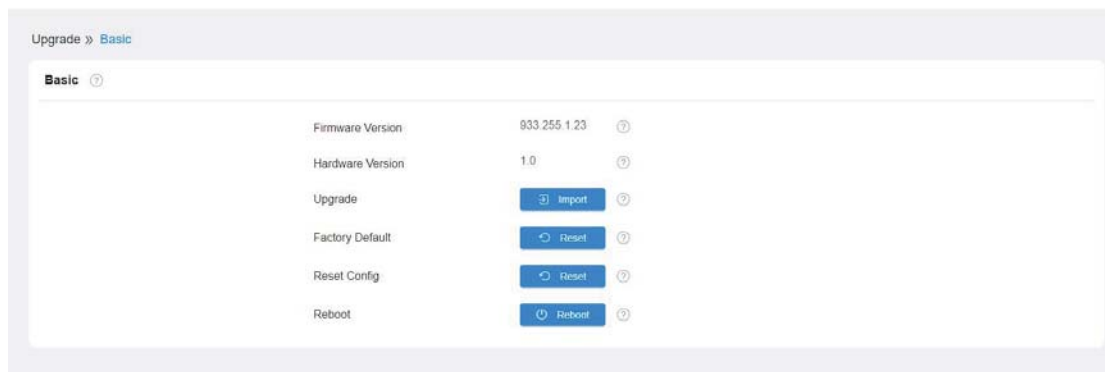 Upgrade » Basic
Basic
Firmware Version 933.255.1.23
Hardware Version 1.0
Upgrade Import
Factory Default Reset
Reset Config Reset
Reboot Reboot